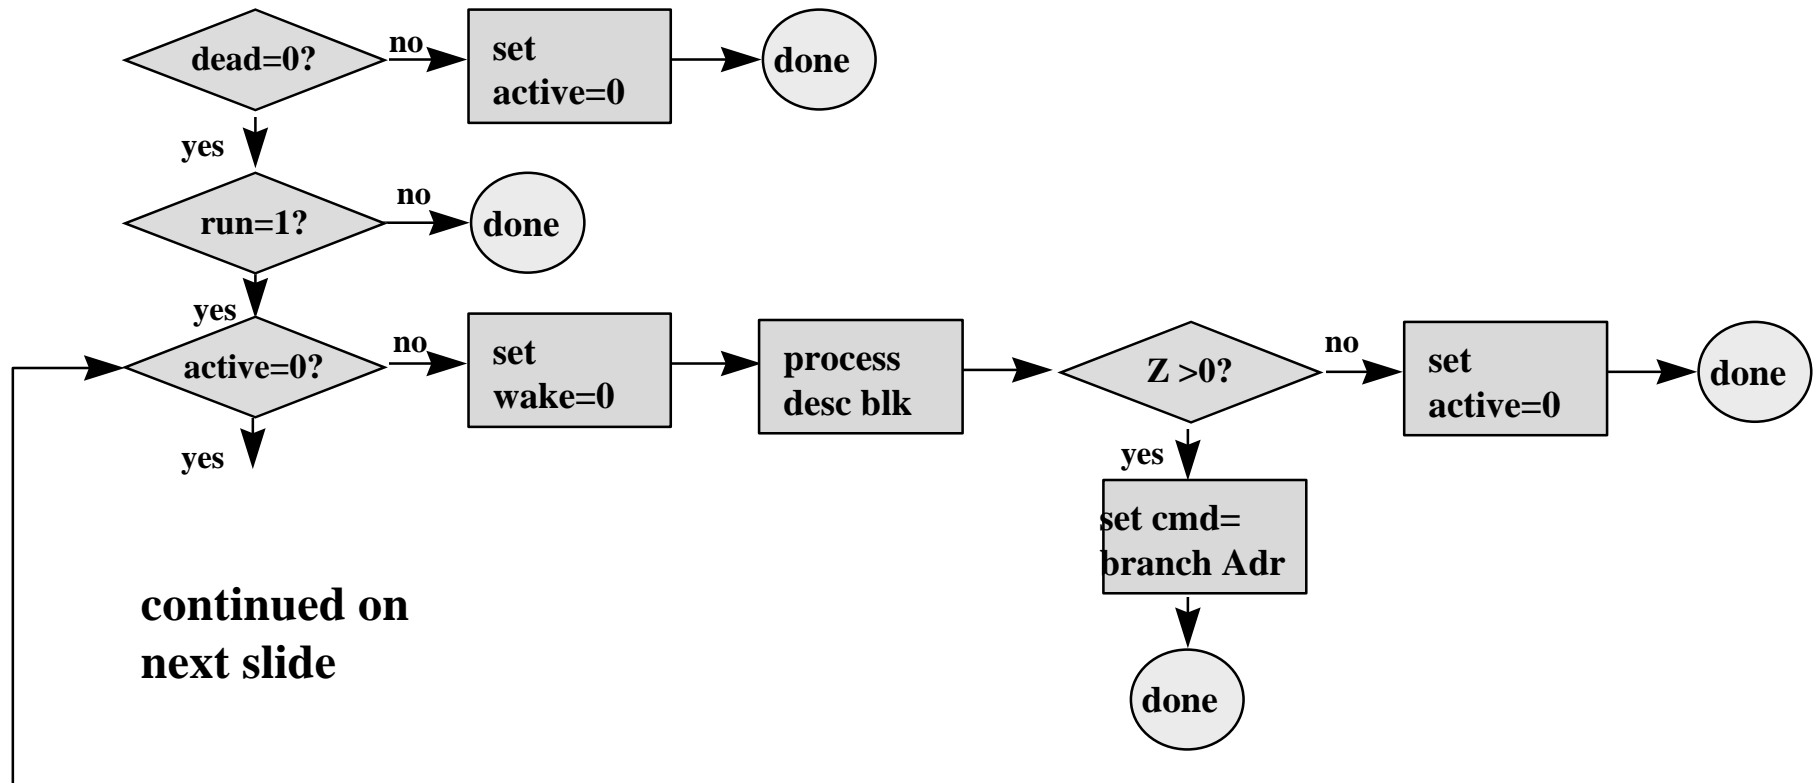 dead=0?
no
set
active=0
done
yes
run=1?
no
done
yes
active=0?
no
set
wake=0
process
desc blk
Z >0?
no
set
active=0
done
yes
yes
set cmd=
branch Adr
continued on
next slide
done